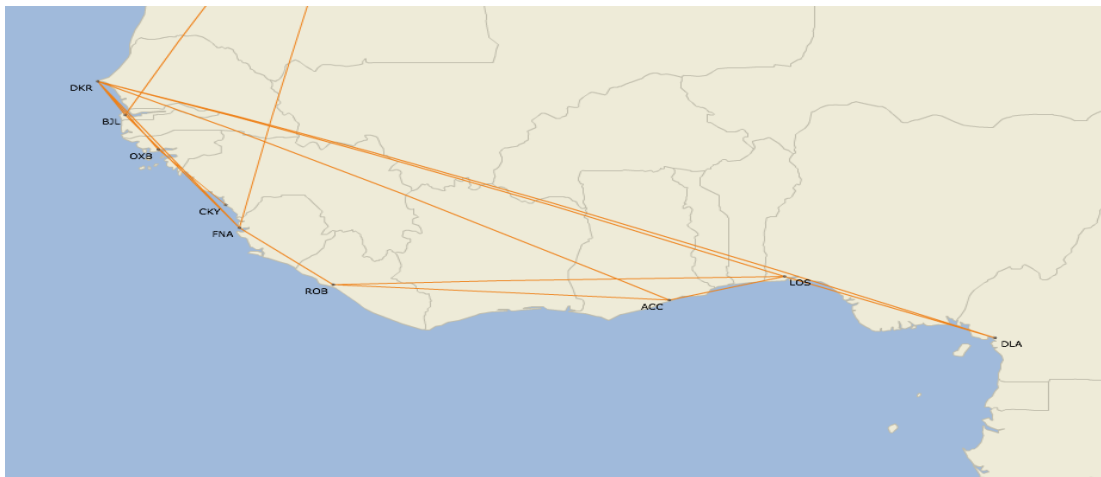 DKR
BJL
OXB
CKY
FNA
ROB
ACC
LOS
DLA